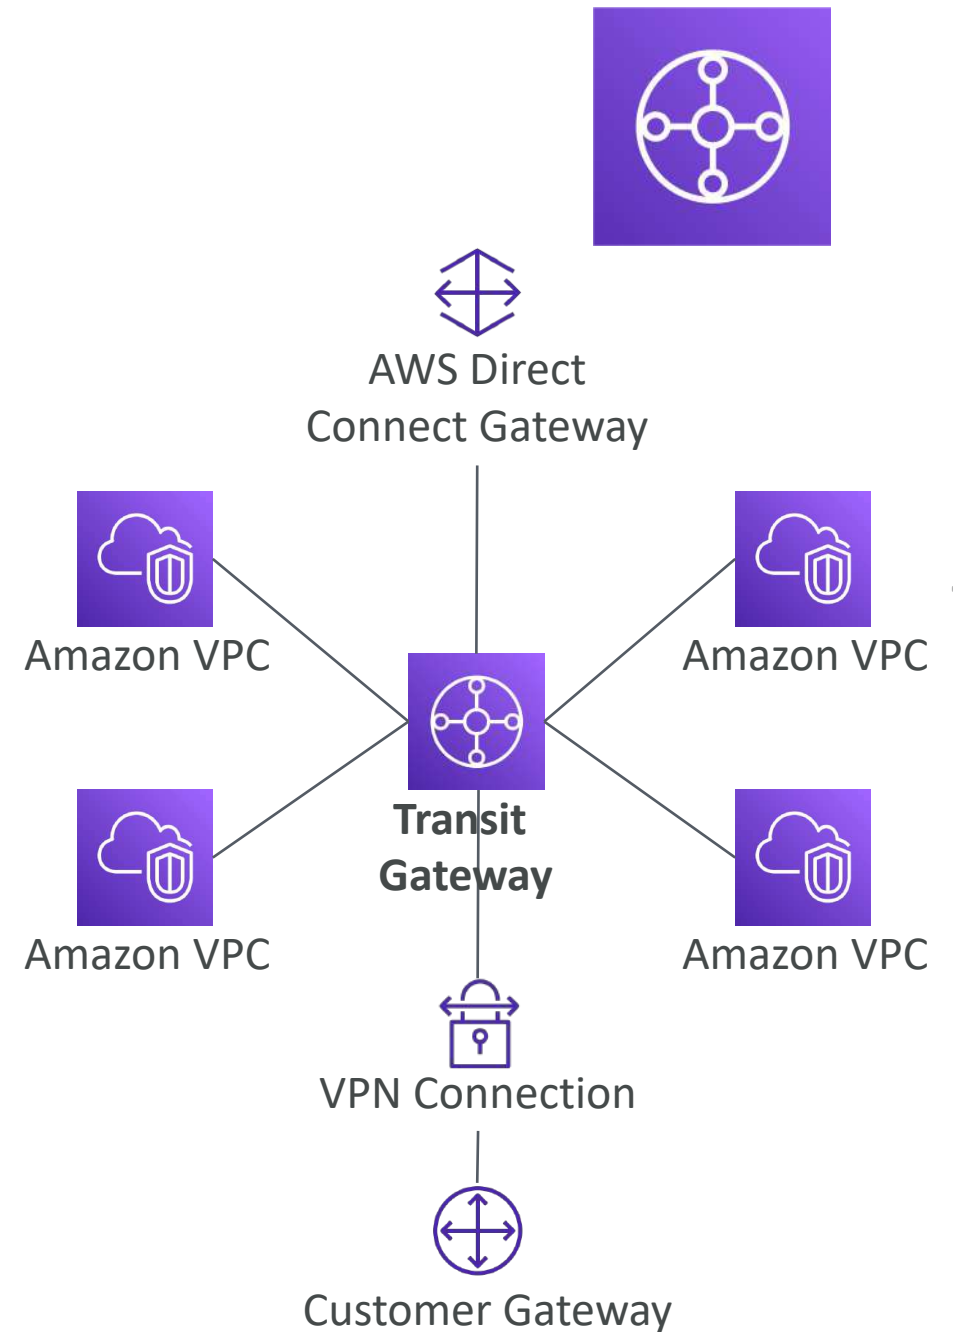 AWS Direct
Connect Gateway
Amazon VPC
Amazon VPC
Transit
Gateway
Amazon VPC
Amazon VPC
VPN Connection
Customer Gateway